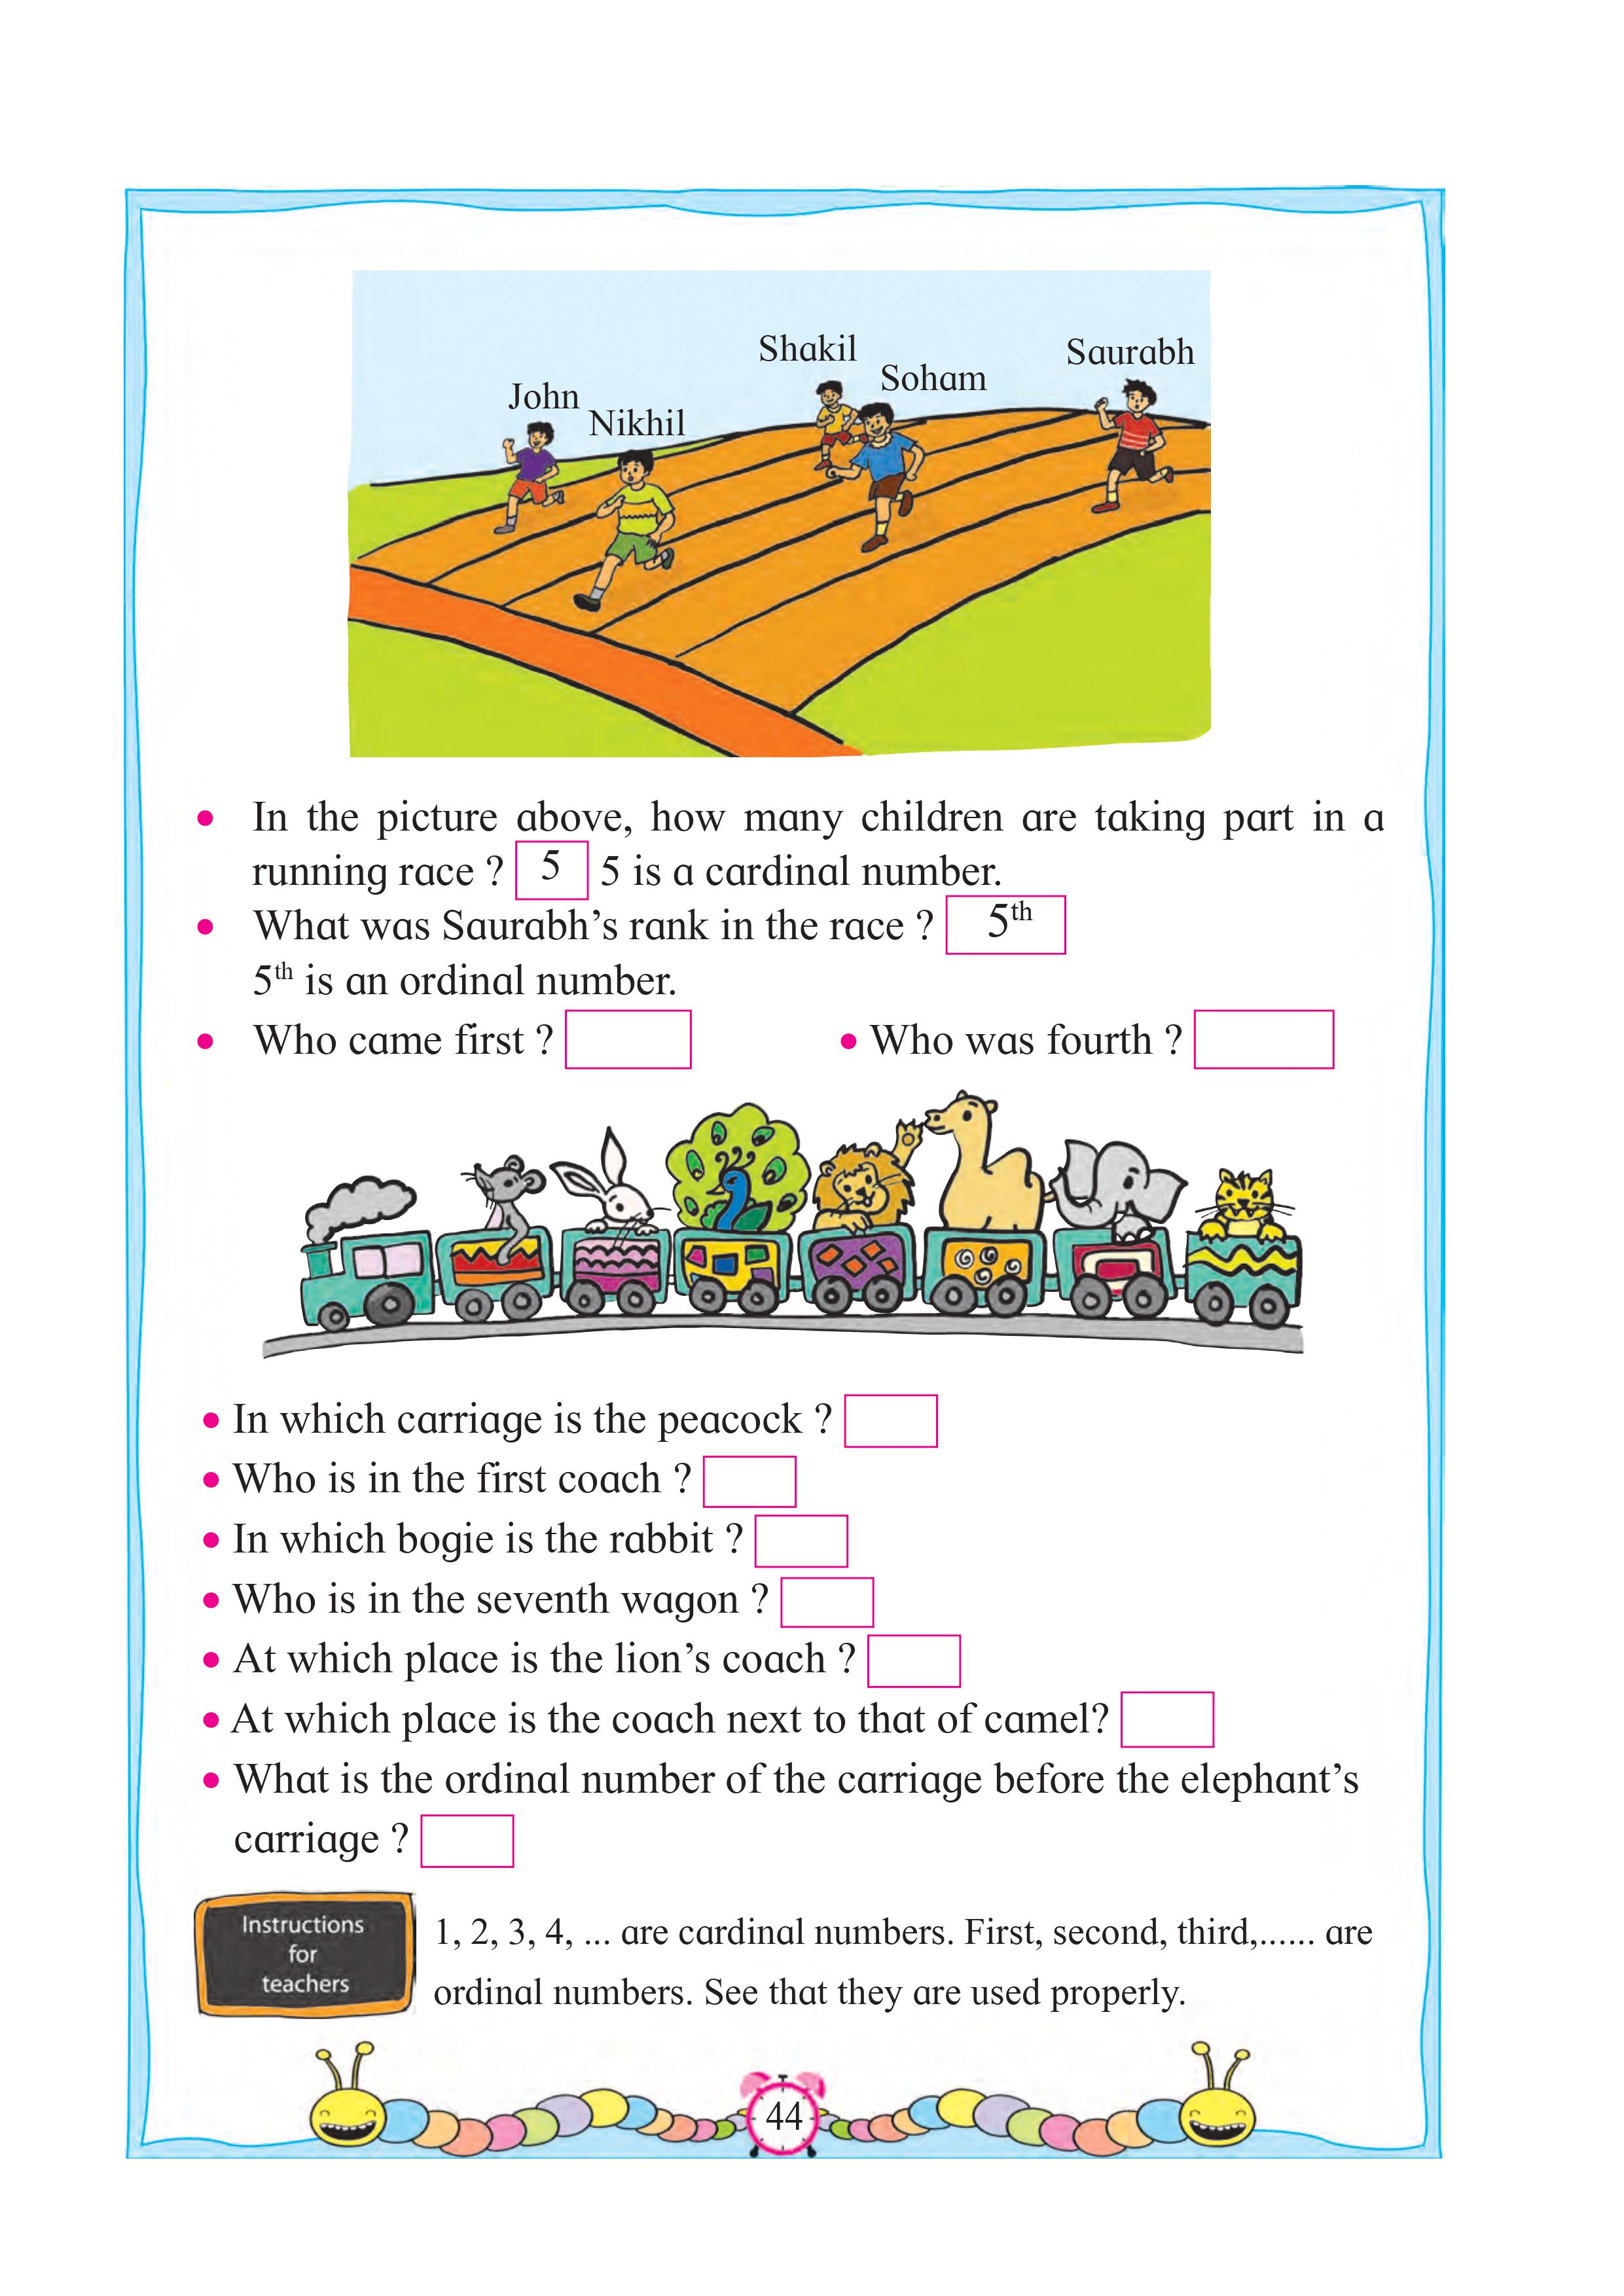 Shakil
Saurabh
Soham
John
Nikhil
• In the picture above, how many children are taking part in a
running race ? 5 5 is a cardinal number.
• What was Saurabh’s rank in the race ? 5th
5th is an ordinal number.
• Who came first ? • Who was fourth ?
• In which carriage is the peacock ?
• Who is in the first coach ?
• In which bogie is the rabbit ?
• Who is in the seventh wagon ?
• At which place is the lion’s coach ?
• At which place is the coach next to that of camel?
• What is the ordinal number of the carriage before the elephant’s
carriage ?
Instructions
for
teachers
1, 2, 3, 4, ... are cardinal numbers. First, second, third,...... are
ordinal numbers. See that they are used properly.
44